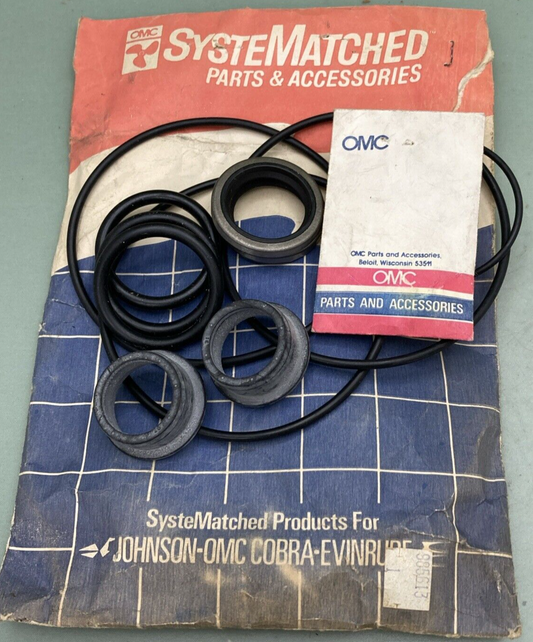 OMC
SYSTEMATCHED
PARTS & ACCESSORIES
OMC
OMC Parts and Accessories,
Beloit, Wisconsin 53511
OMC
PARTS AND ACCESSORIES
SysteMatched Products For
JOHNSON-OMC COBRA-EVINRUDE